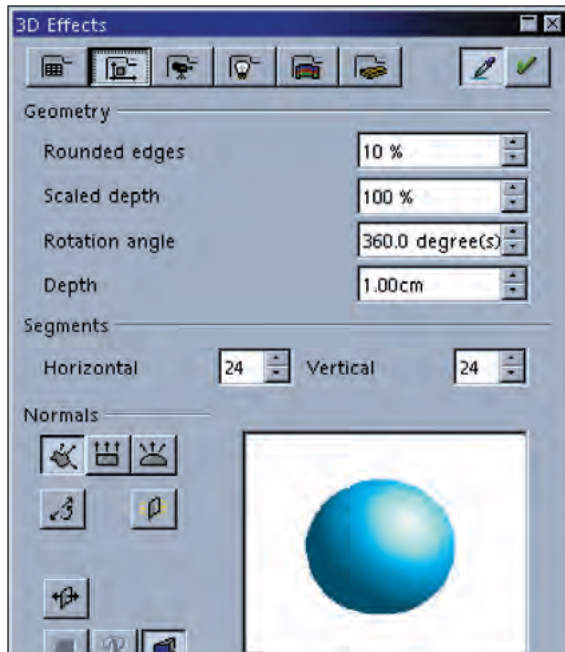 3D Effects
Geometry
Rounded edges 10 %
Scaled depth 100 %
Rotation angle 360.0 degree(s)
Depth 1.00cm
Segments
Horizontal 24 Vertical 24
Normals